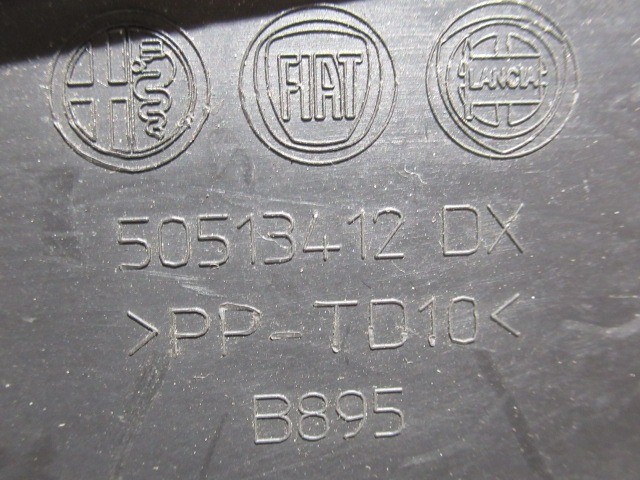 FIAT LANCIA
50513412 DX
>PP-TD10<
B895